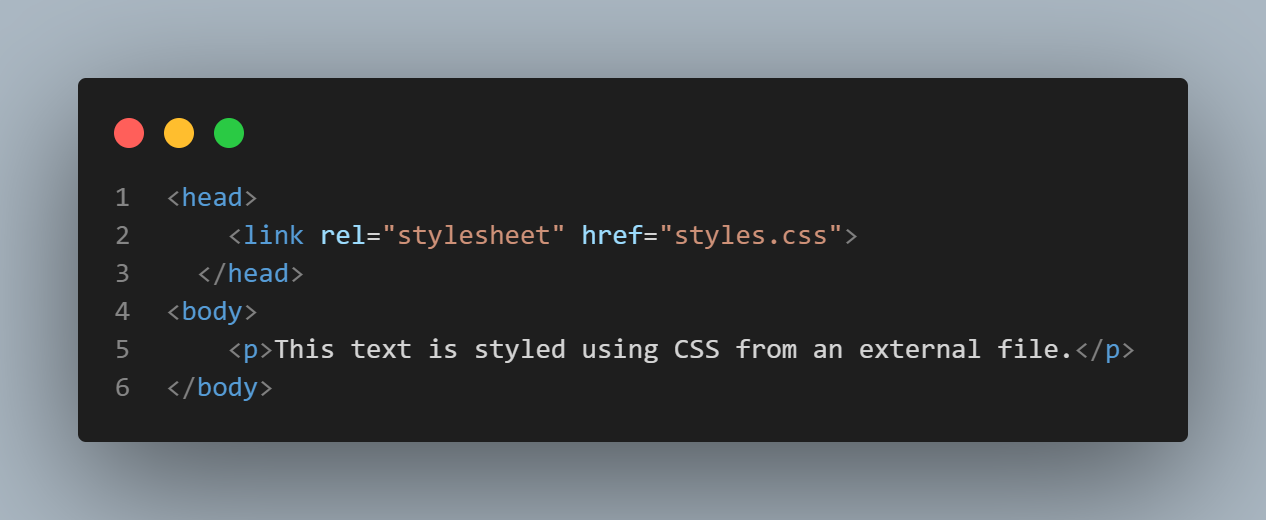 1 <head>
2     <link rel="stylesheet" href="styles.css">
3   </head>
4 <body>
5     <p>This text is styled using CSS from an external file.</p>
6 </body>